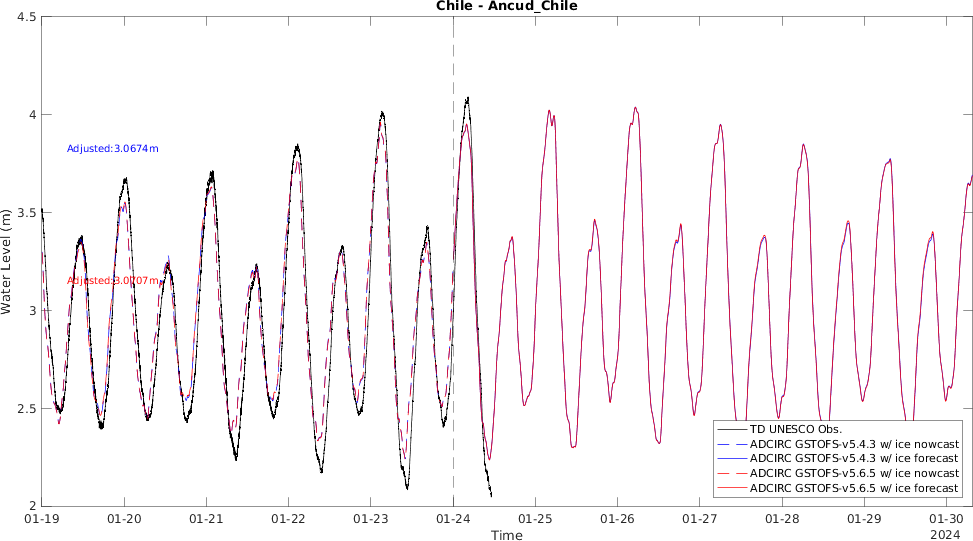 Chile - Ancud_Chile
4.5
4
3.5
3
2.5
2
Water Level (m)
Adjusted:3.0674m
Adjusted:3.0707m
TD UNESCO Obs.
ADCIRC GSTOFS-v5.4.3 w/ ice nowcast
ADCIRC GSTOFS-v5.4.3 w/ ice forecast
ADCIRC GSTOFS-v5.6.5 w/ ice nowcast
ADCIRC GSTOFS-v5.6.5 w/ ice forecast
01-19 01-20 01-21 01-22 01-23 01-24 01-25 01-26 01-27 01-28 01-29 01-30
2024
Time